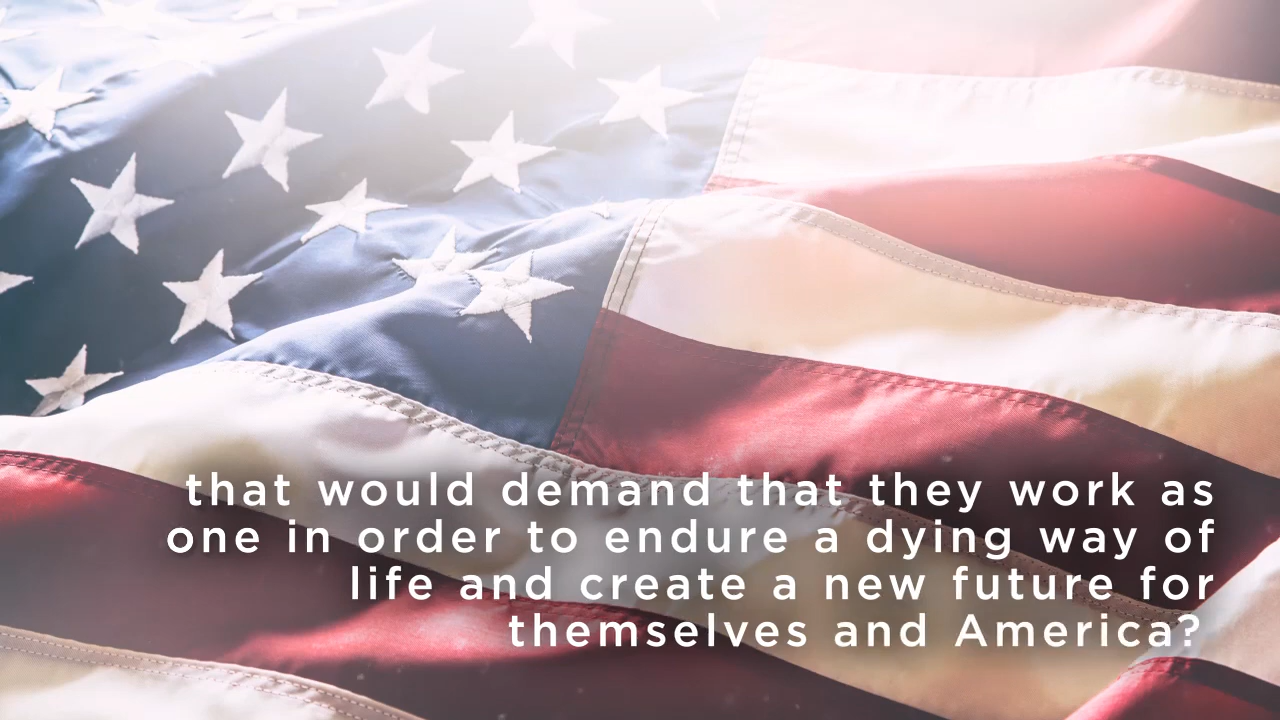 that would demand that they work as
one in order to endure a dying way of
life and create a new future for
themselves and America?